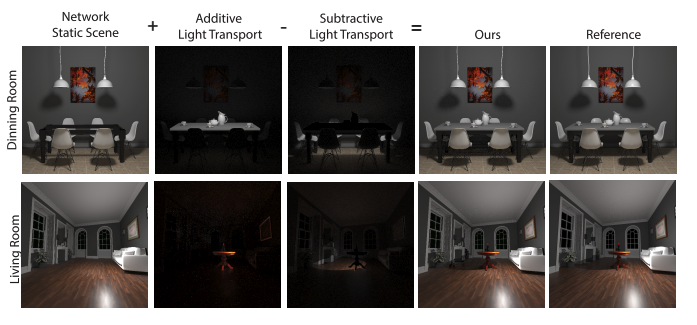 Network
Static Scene
+
Additive
Light Transport
-
Subtractive
Light Transport
=
Ours
Reference
Dinning Room
Living Room